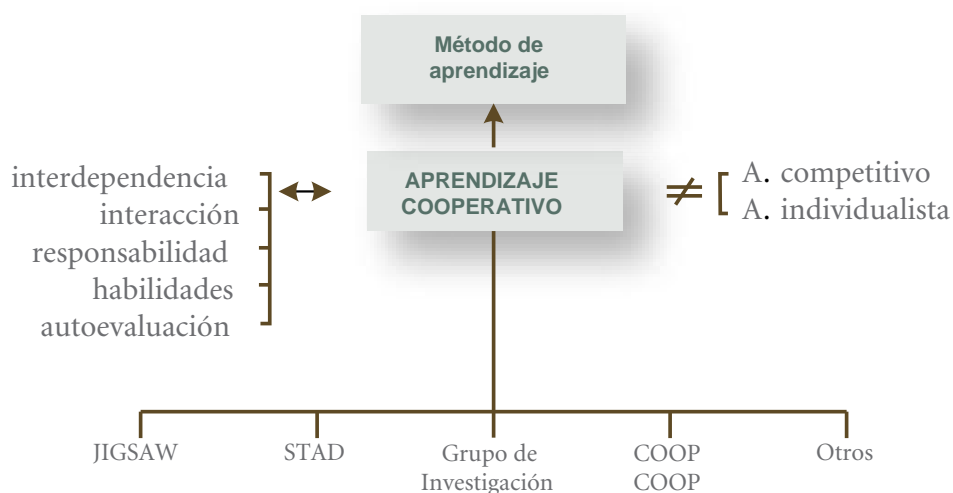 Método de
aprendizaje
interdependencia
interacción
responsabilidad
habilidades
autoevaluación
APRENDIZAJE
COOPERATIVO
≠
A. competitivo
A. individualista
JIGSAW
STAD
Grupo de
Investigación
COOP
COOP
Otros